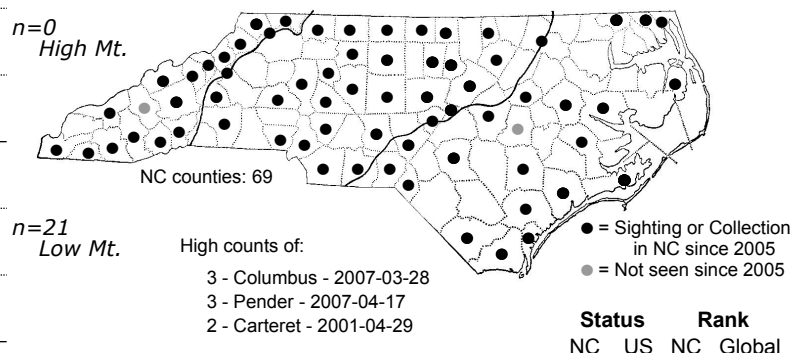 n=0
High Mt.
NC counties: 69
n=21
Low Mt.
High counts of:
3 - Columbus - 2007-03-28
3 - Pender - 2007-04-17
2 - Carteret - 2001-04-29
= Sighting or Collection
in NC since 2005
= Not seen since 2005
Status Rank
NC US NC Global